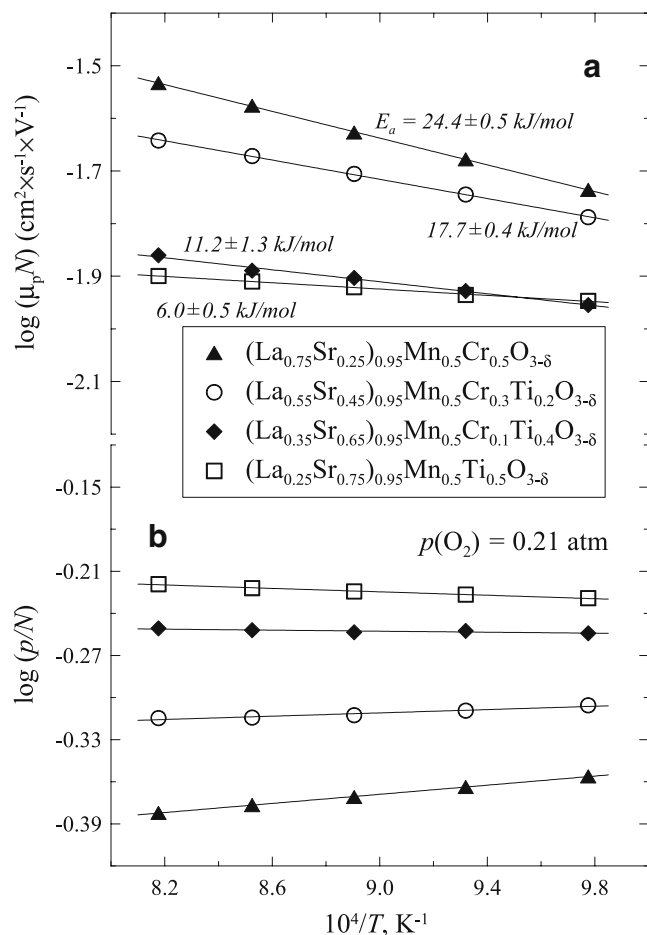 a
-1.5
-1.7
-1.9
-2.1
log (μₚN) (cm²×s⁻¹×V⁻¹)
Eₐ = 24.4±0.5 kJ/mol
17.7±0.4 kJ/mol
11.2±1.3 kJ/mol
6.0±0.5 kJ/mol
(La₀.₇₅Sr₀.₂₅)₀.₉₅Mn₀.₅Cr₀.₅O₃₋δ
(La₀.₅₅Sr₀.₄₅)₀.₉₅Mn₀.₅Cr₀.₃Ti₀.₂O₃₋δ
(La₀.₃₅Sr₀.₆₅)₀.₉₅Mn₀.₅Cr₀.₁Ti₀.₄O₃₋δ
(La₀.₂₅Sr₀.₇₅)₀.₉₅Mn₀.₅Ti₀.₅O₃₋δ
b
p(O₂) = 0.21 atm
-0.15
-0.21
-0.27
-0.33
-0.39
log (p/N)
8.2 8.6 9.0 9.4 9.8
10⁴/T, K⁻¹